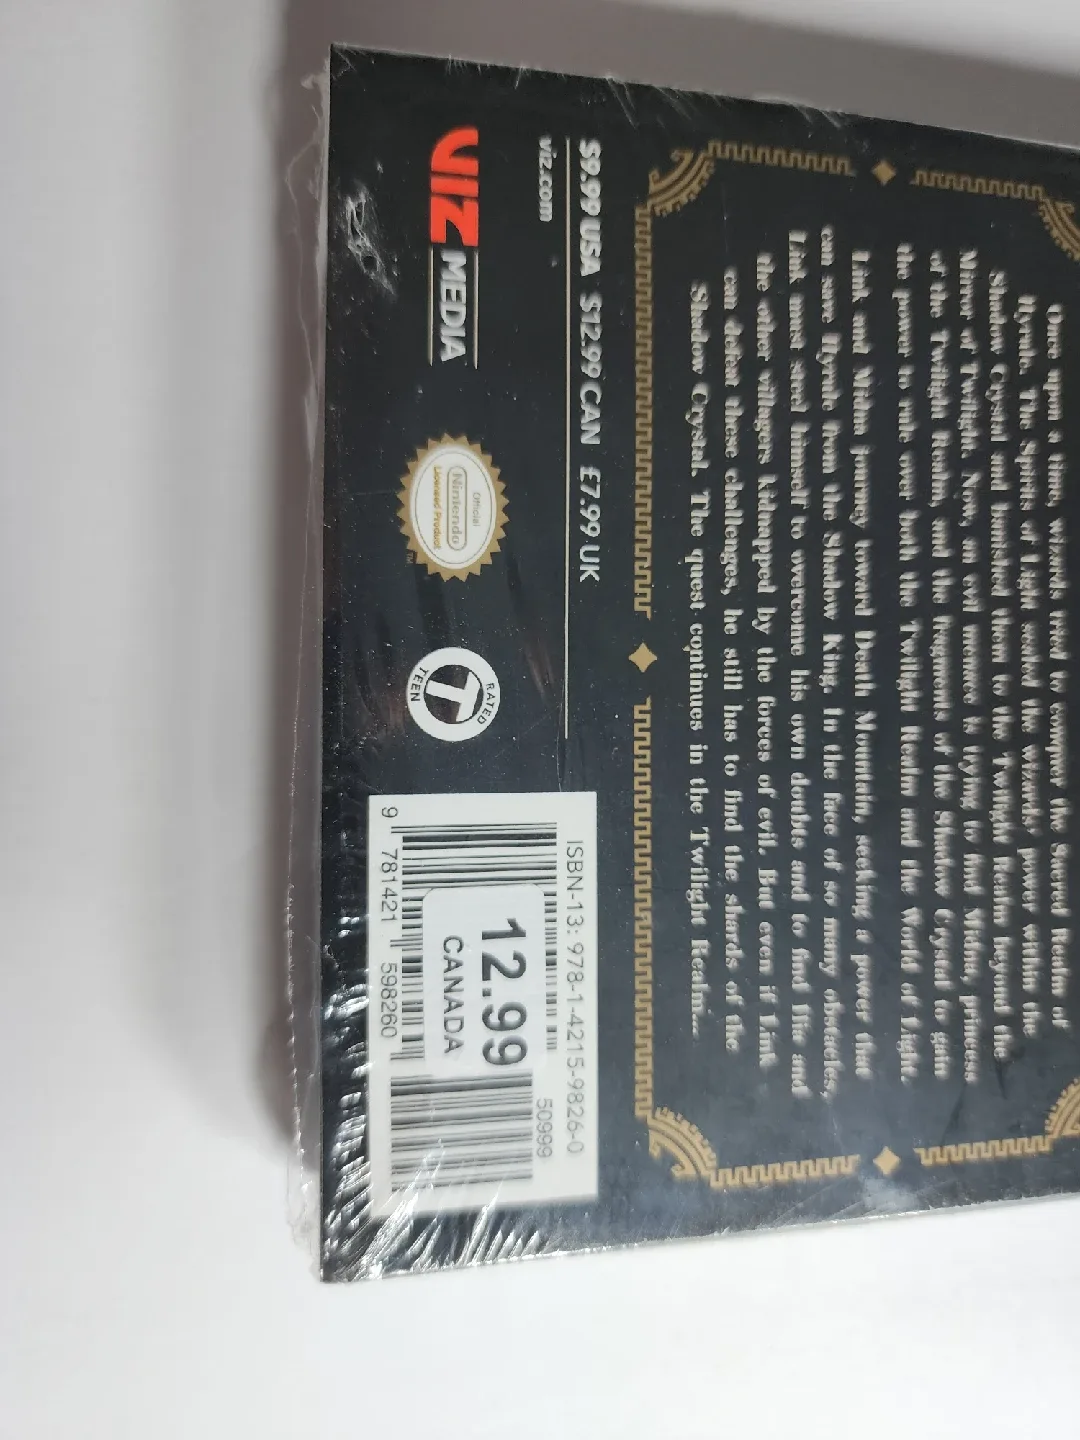 Once upon a time, wizards tried to conquer the Sacred Realm of
Hyrule. The Spirits of Light sealed the wizards' power within the
Shadow Crystal and banished them to the Twilight Realm beyond the
Mirror of Twilight. Now, an evil menace is trying to find Midna, princess
of the Twilight Realm, and the fragments of the Shadow Crystal to gain
the power to rule over both the Twilight Realm and the World of Light.
Link and Midna journey toward Death Mountain, seeking a power that
can save Hyrule from the Shadow King. In the face of so many obstacles,
Link must steel himself to overcome his own doubts and to find Ilia and
the other villagers kidnapped by the forces of evil. But even if Link
can defeat these challenges, he still has to find the shards of the
Shadow Crystal. The quest continues in the Twilight Realm...
$9.99 USA $12.99 CAN £7.99 UK
viz.com
VIZ MEDIA
Official
Nintendo
Licensed Product
TM
RATED
T
TEEN
ISBN-13: 978-1-4215-9826-0
50999
12.99
CANADA
9 781421 598260